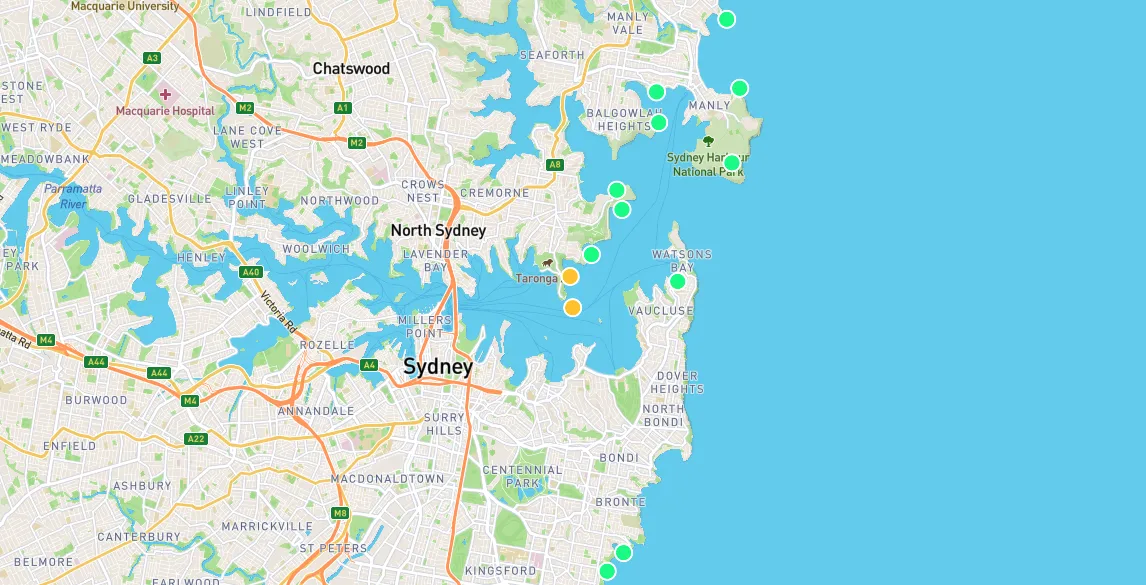 Macquarie University
LINDFIELD
MANLY
VALE
SEAFORTH
A3
Chatswood
STONE
EST
Macquarie Hospital
M2
A1
BALGOWLAH
HEIGHTS
MANLY
WEST RYDE
LANE COVE
WEST
M2
MEADOWBANK
A8
Sydney Harbour
National Park
Parramatta
River
GLADESVILLE
LINLEY
POINT
NORTHWOOD
CROWS
NEST
CREMORNE
North Sydney
EY
PARK
HENLEY
WOOLWICH
LAVENDER
BAY
WATSONS
BAY
A40
Taronga
Victoria Rd
VAUCLUSE
MILLERS
POINT
atta Rd
M4
ROZELLE
A44
A44
A4
Sydney
DOVER
HEIGHTS
BURWOOD
M4
ANNANDALE
SURRY
HILLS
NORTH
BONDI
ENFIELD
A22
BONDI
ASHBURY
MACDONALDTOWN
CENTENNIAL
PARK
BRONTE
M8
MARRICKVILLE
CANTERBURY
ST PETERS
BELMORE
EARLWOOD
KINGSFORD